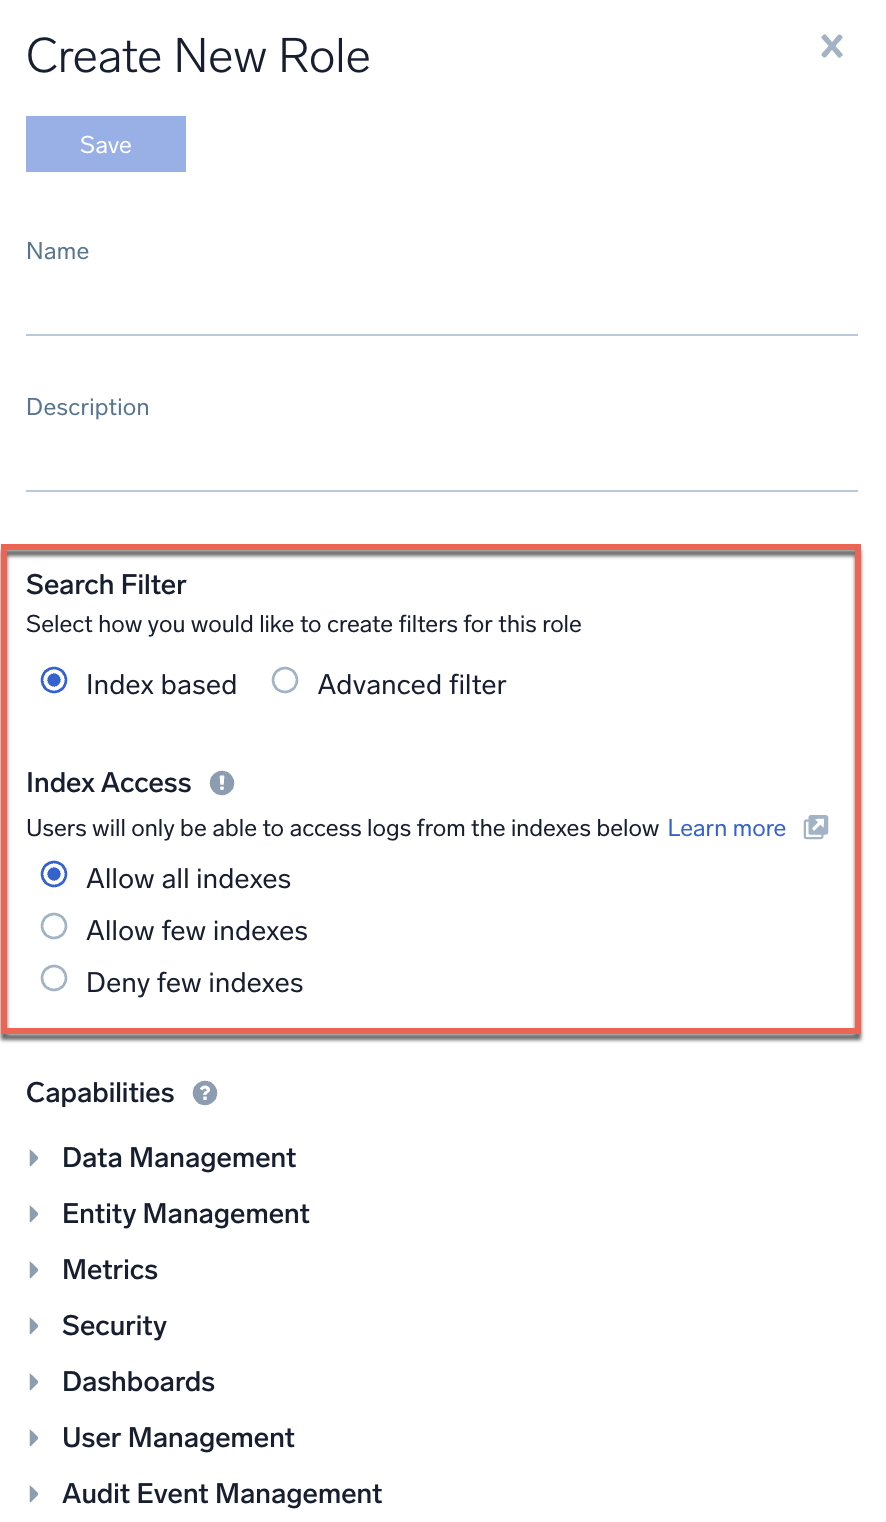 Create New Role
Save
Name
Description
Search Filter
Select how you would like to create filters for this role
Index based Advanced filter
Index Access
Users will only be able to access logs from the indexes below Learn more
Allow all indexes
Allow few indexes
Deny few indexes
Capabilities
Data Management
Entity Management
Metrics
Security
Dashboards
User Management
Audit Event Management